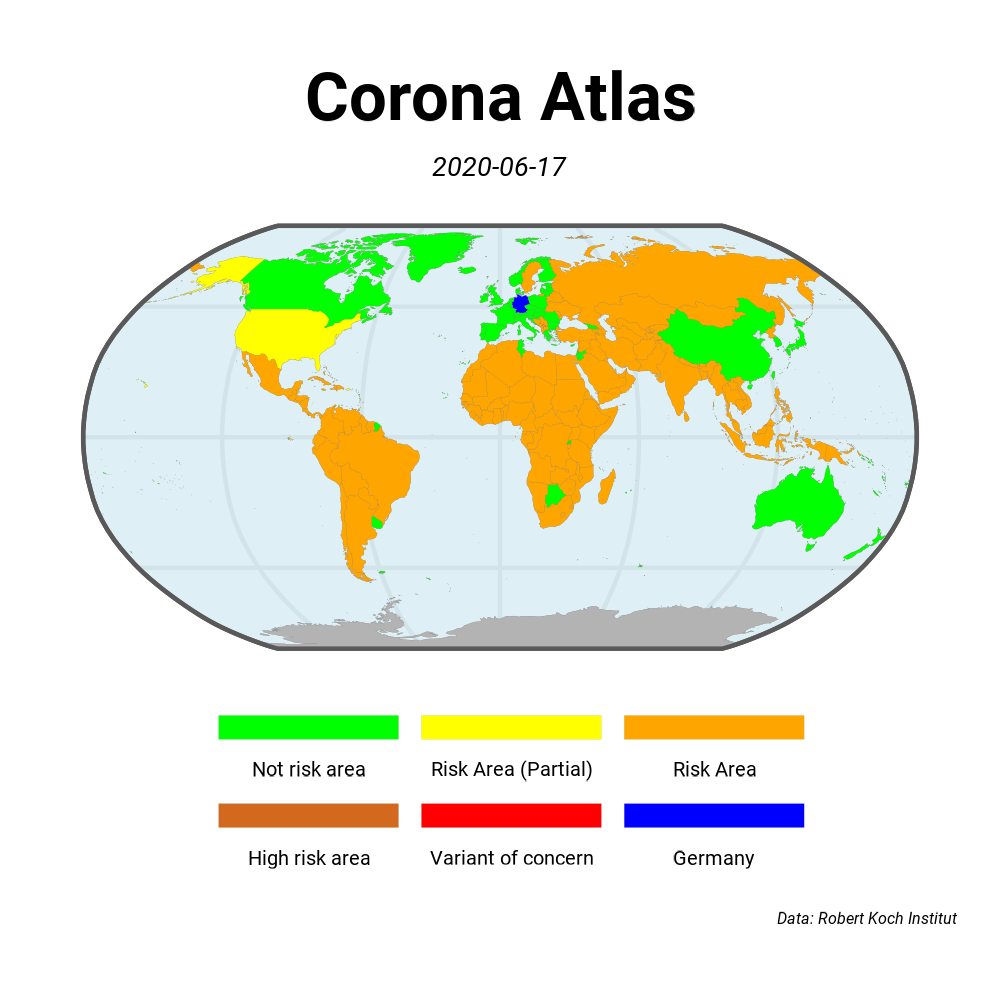 Corona Atlas
2020-06-17
Not risk area
Risk Area (Partial)
Risk Area
High risk area
Variant of concern
Germany
Data: Robert Koch Institut